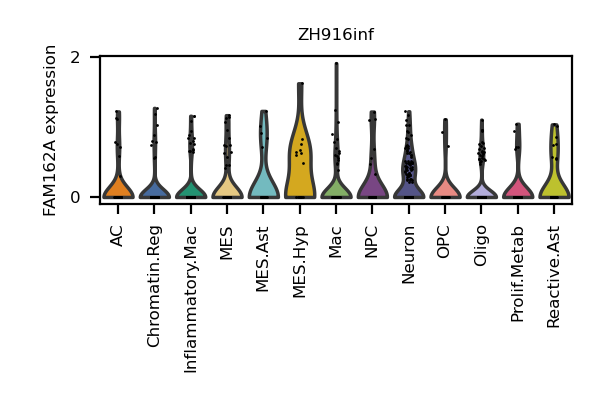 ZH916inf
FAM162A expression
2
0
AC
Chromatin.Reg
Inflammatory.Mac
MES
MES.Ast
MES.Hyp
Mac
NPC
Neuron
OPC
Oligo
Prolif.Metab
Reactive.Ast